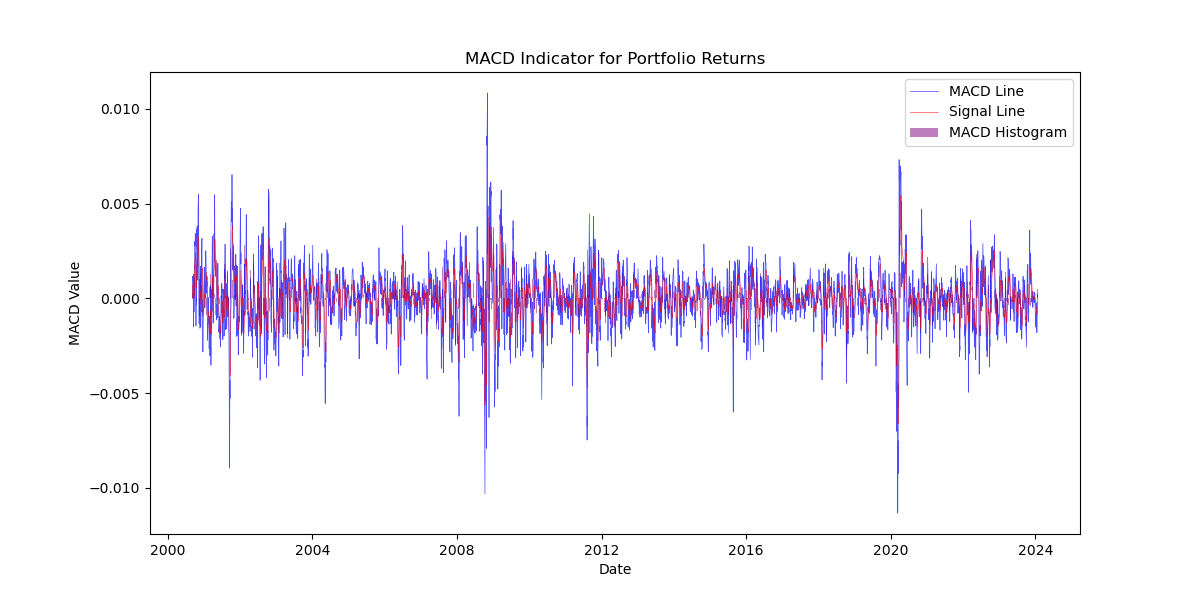 MACD Indicator for Portfolio Returns
MACD Line
Signal Line
MACD Histogram
0.010
0.005
0.000
−0.005
−0.010
MACD Value
2000 2004 2008 2012 2016 2020 2024
Date